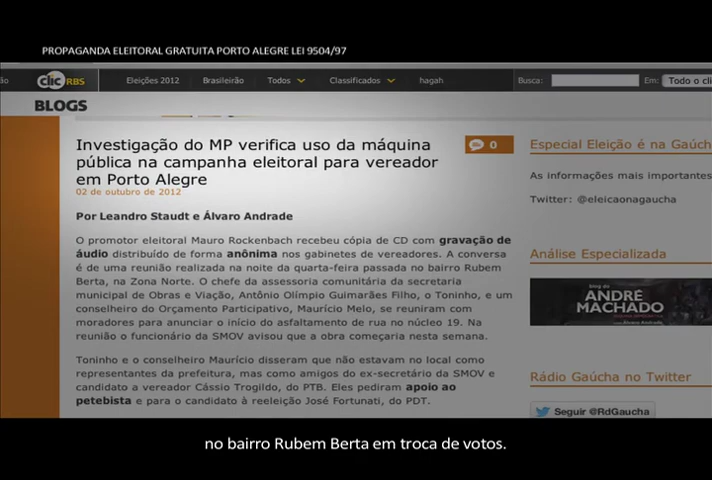 PROPAGANDA ELEITORAL GRATUITA PORTO ALEGRE LEI 9504/97
ão clic RBS Eleições 2012 Brasileirão Todos Classificados hagah Busca: Em: Todo o cli
BLOGS
Investigação do MP verifica uso da máquina
pública na campanha eleitoral para vereador
em Porto Alegre
02 de outubro de 2012
0
Por Leandro Staudt e Álvaro Andrade
O promotor eleitoral Mauro Rockenbach recebeu cópia de CD com gravação de
áudio distribuído de forma anônima nos gabinetes de vereadores. A conversa
é de uma reunião realizada na noite da quarta-feira passada no bairro Rubem
Berta, na Zona Norte. O chefe da assessoria comunitária da secretaria
municipal de Obras e Viação, Antônio Olímpio Guimarães Filho, o Toninho, e um
conselheiro do Orçamento Participativo, Maurício Melo, se reuniram com
moradores para anunciar o início do asfaltamento de rua no núcleo 19. Na
reunião o funcionário da SMOV avisou que a obra começaria nesta semana.
Toninho e o conselheiro Maurício disseram que não estavam no local como
representantes da prefeitura, mas como amigos do ex-secretário da SMOV e
candidato a vereador Cássio Trogildo, do PTB. Eles pediram apoio ao
petebista e para o candidato à reeleição José Fortunati, do PDT.
Especial Eleição é na Gaúch
As informações mais importantes
Twitter: @eleicaonagaucha
Análise Especializada
blog do
ANDRÉ
MACHADO
Rádio Gaúcha no Twitter
Seguir @RdGaucha
no bairro Rubem Berta em troca de votos.